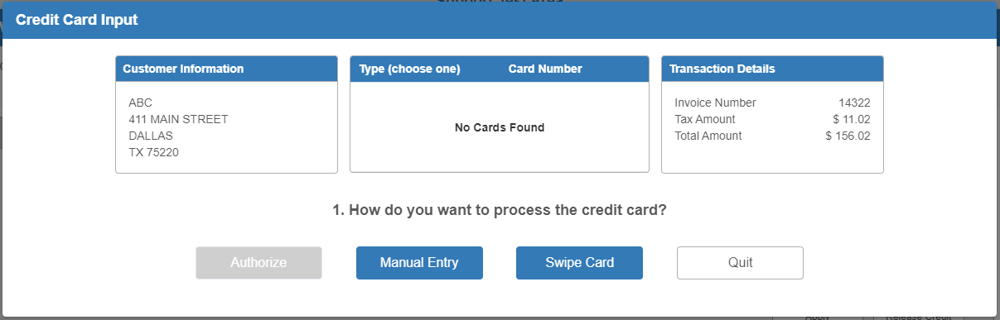 Credit Card Input
Customer Information
ABC
411 MAIN STREET
DALLAS
TX 75220
Type (choose one) Card Number
No Cards Found
Transaction Details
Invoice Number 14322
Tax Amount $ 11.02
Total Amount $ 156.02
1. How do you want to process the credit card?
Authorize Manual Entry Swipe Card Quit
Apply Release Credit